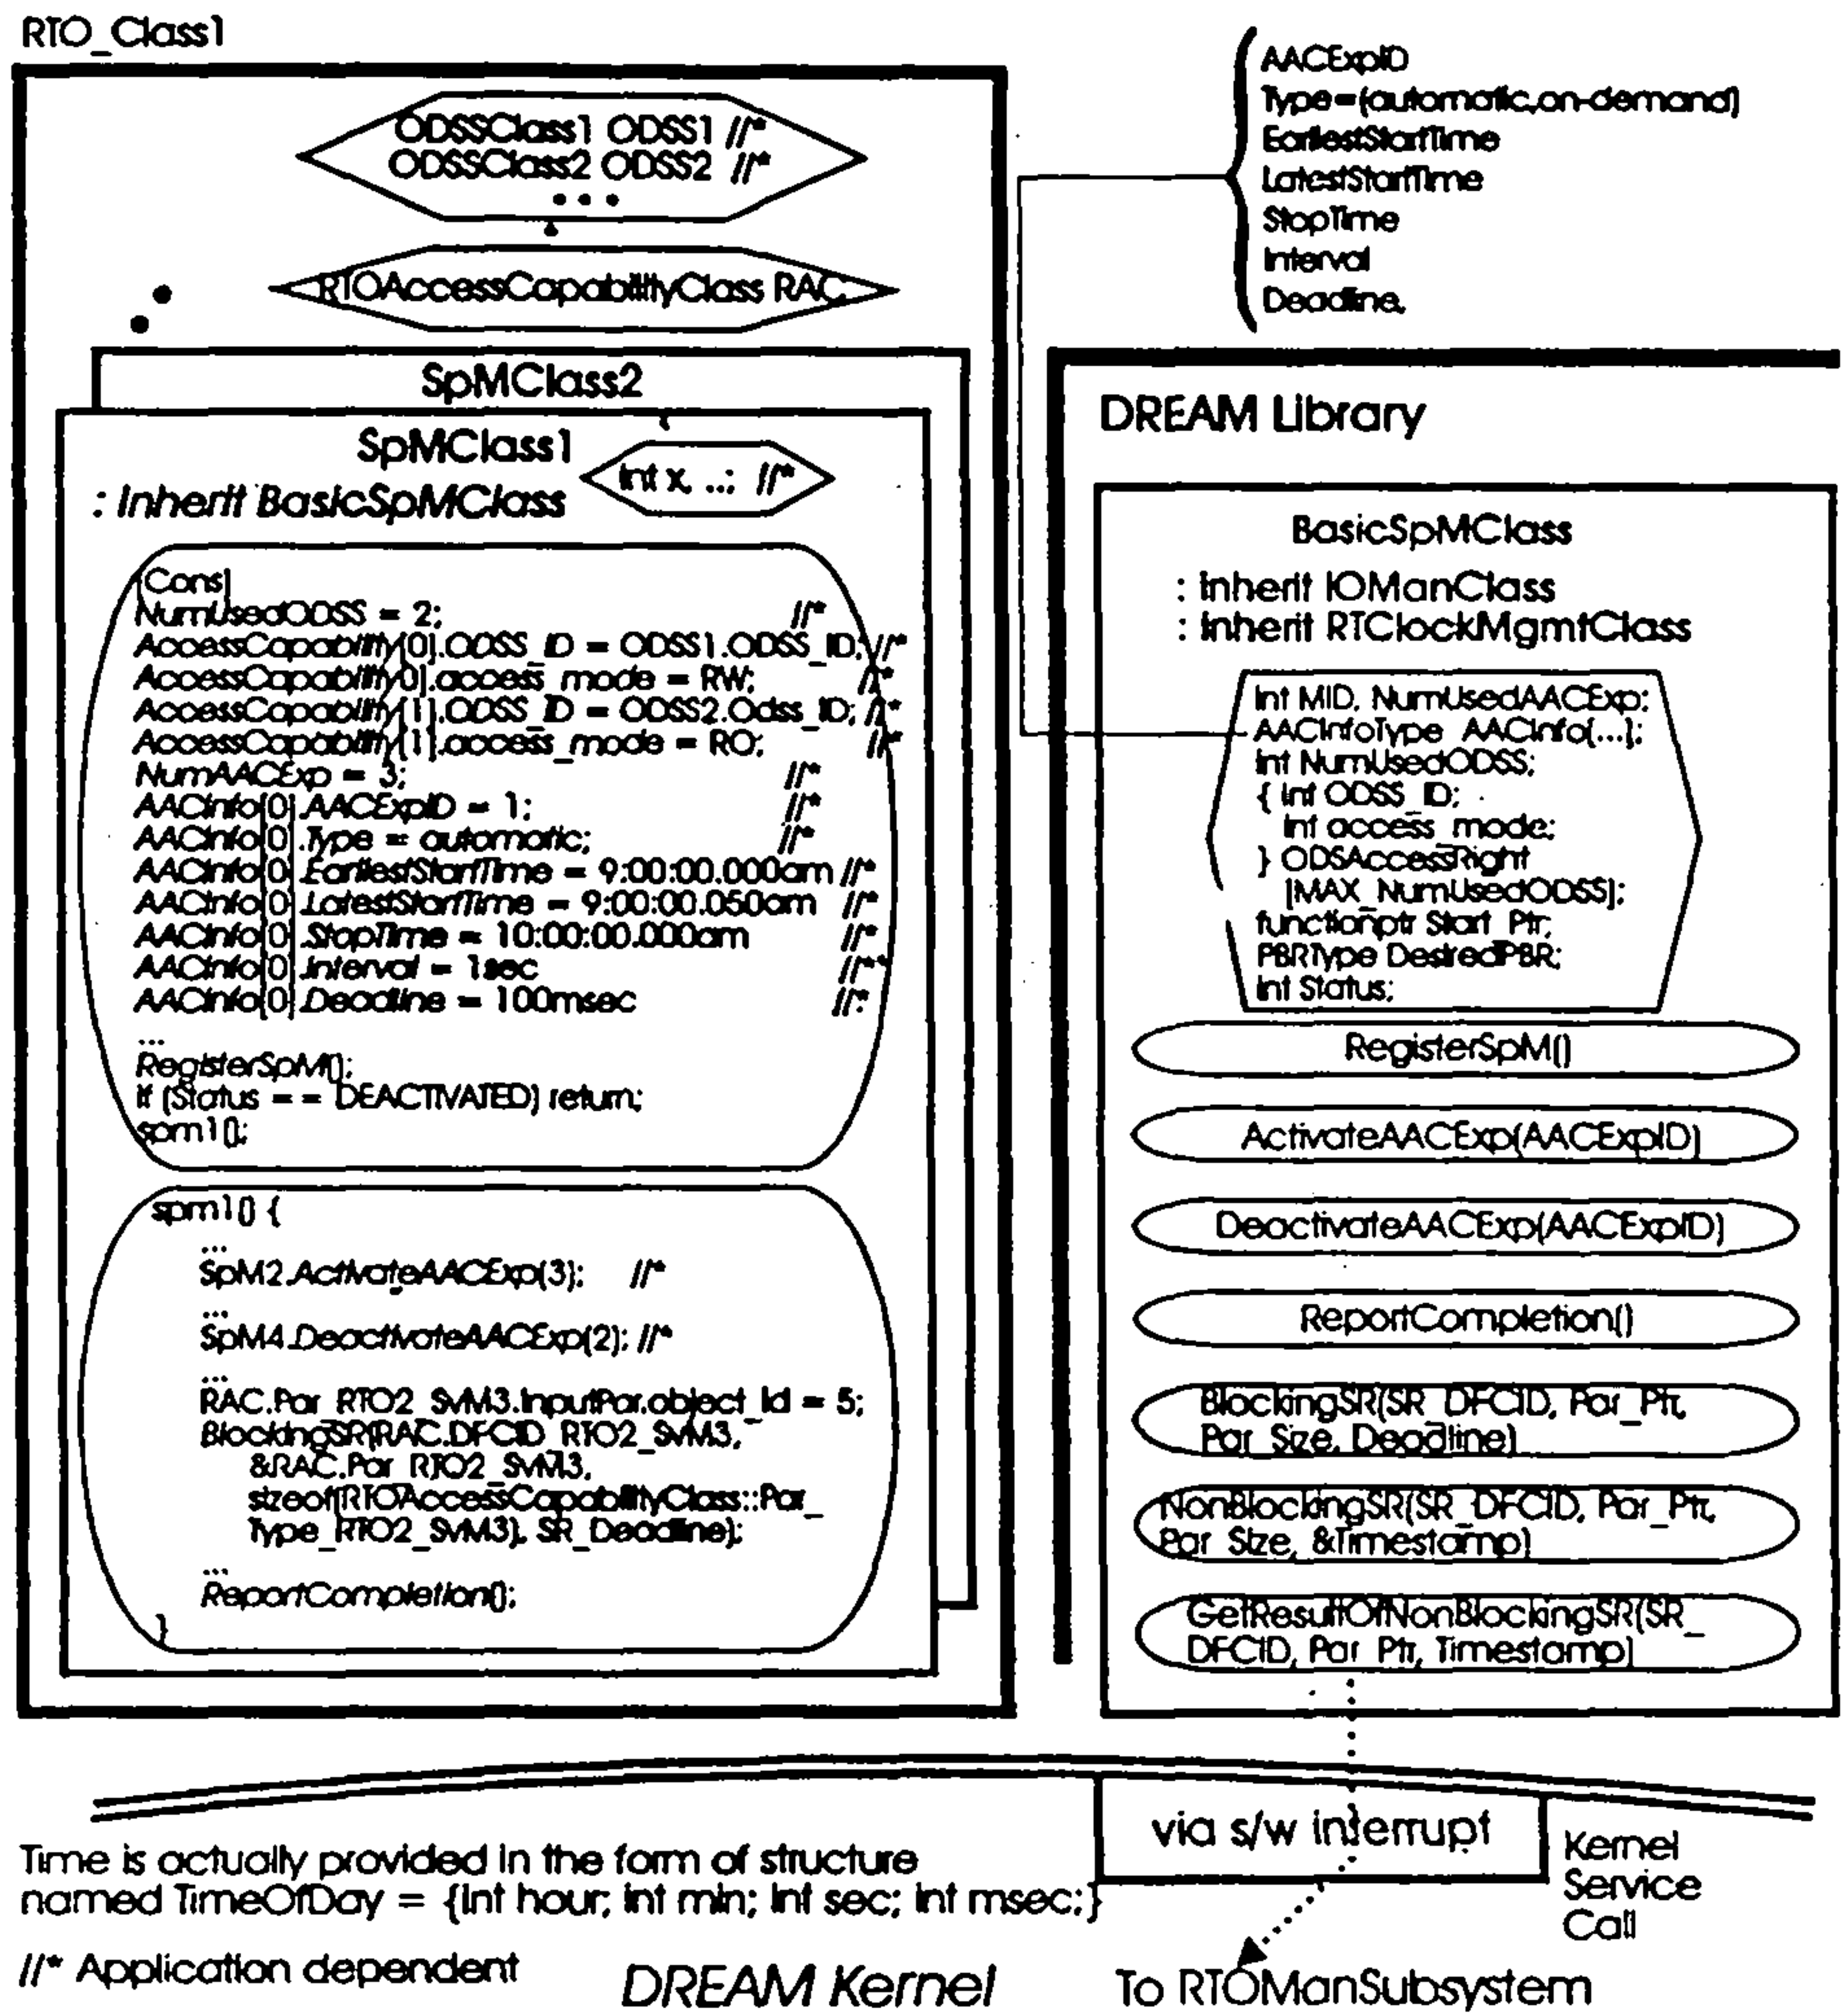 RTO_Class1
ODSSClass1 ODSS1 //*
ODSSClass2 ODSS2 //*
...
RTOAccessCapabilityClass RAC
SpMClass2
SpMClass1
: Inherit BasicSpMClass
int x, ..; //*
[Cons]
NumUsedODSS = 2; //*
AccessCapability[0].ODSS_ID = ODSS1.ODSS_ID; //*
AccessCapability0].access_mode = RW; //*
AccessCapability[1].ODSS_ID = ODSS2.Odss_ID; //*
AccessCapability[1].access_mode = RO; //*
NumAACExp = 3; //*
AACInfo[0].AACExpID = 1; //*
AACInfo[0].Type = automatic; //*
AACInfo[0].EarliestStartTime = 9:00:00.000am //*
AACInfo[0].LatestStartTime = 9:00:00.050am //*
AACInfo[0].StopTime = 10:00:00.000am //*
AACInfo[0].Interval = 1sec //*
AACInfo[0].Deadline = 100msec //*
...
RegisterSpM();
if (Status == DEACTIVATED) return;
spm1();
spm1() {
...
SpM2.ActivateAACExp(3); //*
...
SpM4.DeactivateAACExp(2); //*
...
RAC.Par_RTO2_SvM3.InputPar.object_id = 5;
BlockingSR(RAC.DFCID_RTO2_SvM3,
&RAC.Par_RTO2_SvM3,
sizeof(RTOAccessCapabilityClass::Par_
Type_RTO2_SvM3), SR_Deadline);
...
ReportCompletion();
}
AACExpID
Type={automatic,on-demand}
EarliestStartTime
LatestStartTime
StopTime
Interval
Deadline,
DREAM Library
BasicSpMClass
: Inherit IOManClass
: Inherit RTClockMgmtClass
int MID, NumUsedAACExp;
AACInfoType AACInfo[...];
int NumUsedODSS;
{ int ODSS_ID;
int access_mode;
} ODSAccessRight
[MAX_NumUsedODSS];
functionptr Start_Ptr;
PBRType DesiredPBR;
int Status;
RegisterSpM()
ActivateAACExp(AACExpID)
DeactivateAACExp(AACExpID)
ReportCompletion()
BlockingSR(SR_DFCID, Par_Ptr,
Par_Size, Deadline)
NonBlockingSR(SR_DFCID, Par_Ptr,
Par_Size, &Timestamp)
GetResultOfNonBlockingSR(SR_
DFCID, Par_Ptr, Timestamp)
via s/w interrupt
Kernel
Service
Call
Time is actually provided in the form of structure
named TimeOfDay = {int hour; int min; int sec; int msec;}
//* Application dependent
DREAM Kernel
To RTOManSubsystem